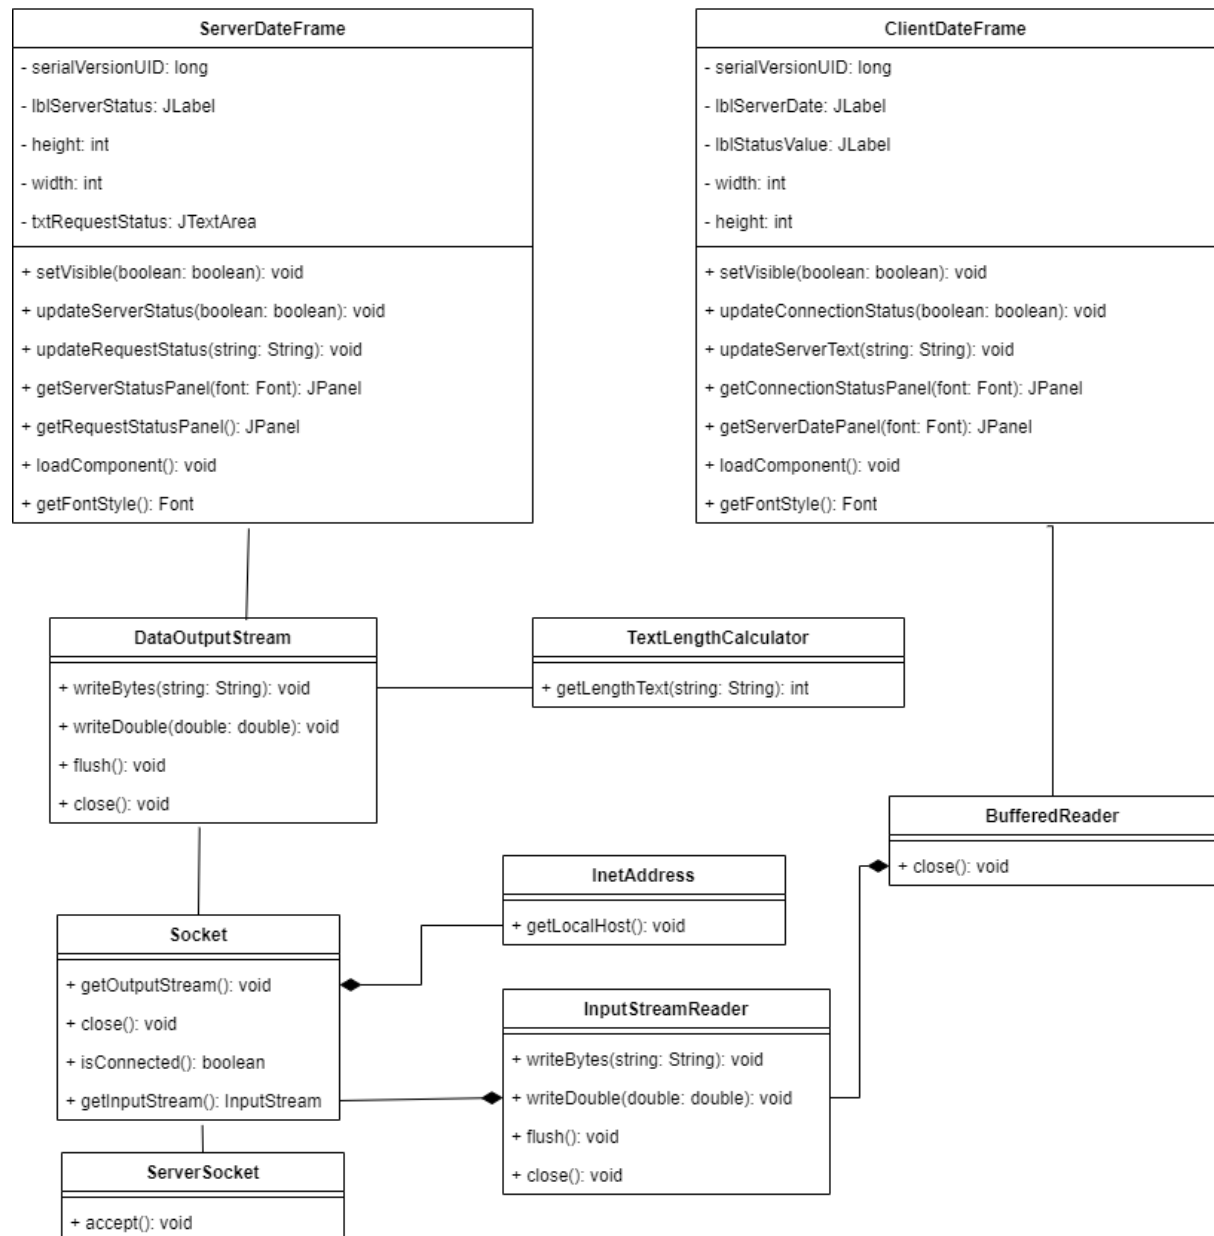 ServerDateFrame
- serialVersionUID: long
- lblServerStatus: JLabel
- height: int
- width: int
- txtRequestStatus: JTextArea
+ setVisible(boolean: boolean): void
+ updateServerStatus(boolean: boolean): void
+ updateRequestStatus(string: String): void
+ getServerStatusPanel(font: Font): JPanel
+ getRequestStatusPanel(): JPanel
+ loadComponent(): void
+ getFontStyle(): Font
ClientDateFrame
- serialVersionUID: long
- lblServerDate: JLabel
- lblStatusValue: JLabel
- width: int
- height: int
+ setVisible(boolean: boolean): void
+ updateConnectionStatus(boolean: boolean): void
+ updateServerText(string: String): void
+ getConnectionStatusPanel(font: Font): JPanel
+ getServerDatePanel(font: Font): JPanel
+ loadComponent(): void
+ getFontStyle(): Font
DataOutputStream
+ writeBytes(string: String): void
+ writeDouble(double: double): void
+ flush(): void
+ close(): void
TextLengthCalculator
+ getLengthText(string: String): int
BufferedReader
+ close(): void
InetAddress
+ getLocalHost(): void
Socket
+ getOutputStream(): void
+ close(): void
+ isConnected(): boolean
+ getInputStream(): InputStream
InputStreamReader
+ writeBytes(string: String): void
+ writeDouble(double: double): void
+ flush(): void
+ close(): void
ServerSocket
+ accept(): void